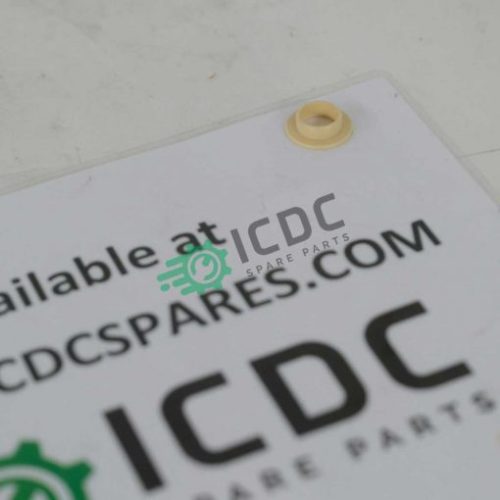 ailable at
CDCSPARES.COM
ICDC
SPARE PARTS
ICDC
SPARE PARTS